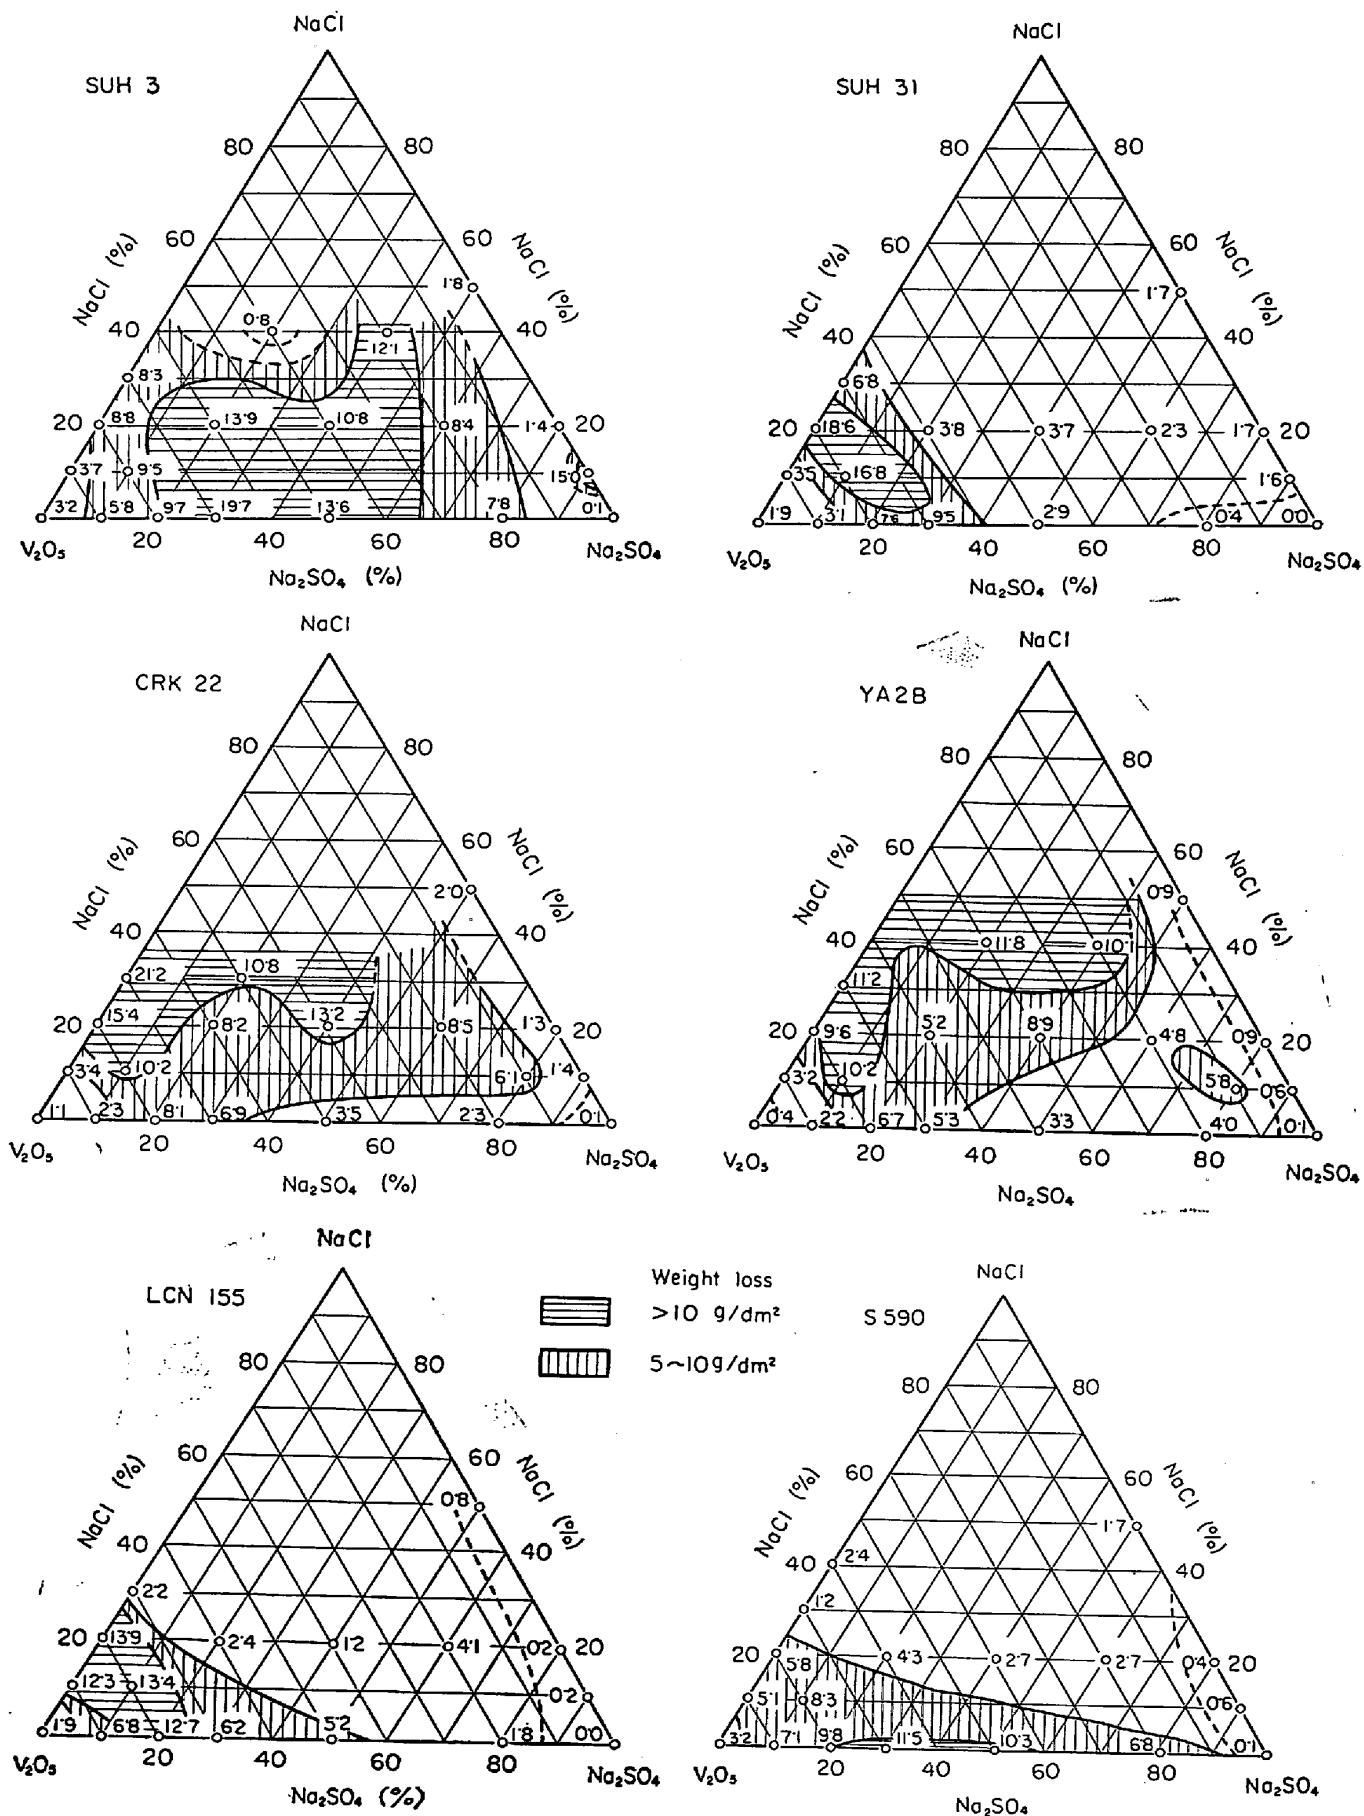 NaCl
SUH 3
80 80
60 60
NaCl (%) NaCl (%)
1·8
40 0·8 40
12·1
8·3
20 8·8 13·9 10·8 8·4 1·4 20
3·7 9·5
3·2 5·8 9·7 19·7 13·6 7·8 0·1
V₂O₅ 20 40 60 80 Na₂SO₄
Na₂SO₄ (%)
NaCl
SUH 31
80 80
60 60
NaCl (%) NaCl (%)
1·7
40 40
6·8
20 18·6 3·8 3·7 2·3 1·7 20
3·5 16·8 1·6
1·9 3·1 7·6 9·5 2·9 0·4 0·0
V₂O₅ 20 40 60 80 Na₂SO₄
Na₂SO₄ (%)
NaCl
CRK 22
80 80
60 60
NaCl (%) NaCl (%)
2·0
40 40
21·2 10·8
20 15·4 8·2 13·2 8·5 1·3 20
3·4 10·2 6·1 1·4
1·1 2·3 8·1 6·9 3·5 2·3 0·1
V₂O₅ 20 40 60 80 Na₂SO₄
Na₂SO₄ (%)
NaCl
YA2B
80 80
60 60
NaCl (%) NaCl (%)
0·9
40 11·8 10·1 40
11·2
20 9·6 5·2 8·9 4·8 0·9 20
3·2 10·2 5·8 0·6
0·4 2·2 6·7 5·3 3·3 4·0 0·1
V₂O₅ 20 40 60 80 Na₂SO₄
Na₂SO₄
NaCl
LCN 155
80 80
60 60
NaCl (%) NaCl (%)
0·8
40 40
2·2
20 13·9 2·4 1·2 4·1 0·2 20
12·3 13·4 0·2
1·9 6·8 12·7 6·2 5·2 1·8 0·0
V₂O₅ 20 40 60 80 Na₂SO₄
Na₂SO₄ (%)
Weight loss
>10 g/dm²
5~10g/dm²
NaCl
S 590
80 80
60 60
NaCl (%) NaCl (%)
1·7
40 2·4 40
1·2
20 5·8 4·3 2·7 2·7 0·4 20
5·1 8·3 0·6
3·2 7·1 9·8 11·5 10·3 6·8 0·1
V₂O₅ 20 40 60 80 Na₂SO₄
Na₂SO₄